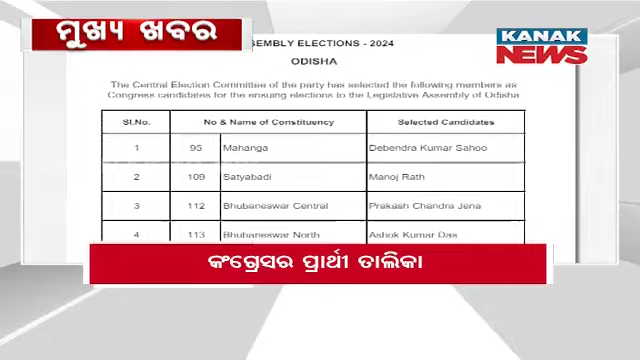 ମୁଖ୍ୟ ଖବର
SEMBLY ELECTIONS - 2024
KANAK
NEWS
ODISHA
The Central Election Committee of the party has selected the following members as
Congress candidates for the ensuing elections to the Legislative Assembly of Odisha
Sl.No. No & Name of Constituency Selected Candidates
1 95 Mahanga Debendra Kumar Sahoo
2 109 Satyabadi Manoj Rath
3 112 Bhubaneswar Central Prakash Chandra Jena
4 113 Bhubaneswar North Ashok Kumar Das
କଂଗ୍ରେସର ପ୍ରାର୍ଥୀ ତାଲିକା